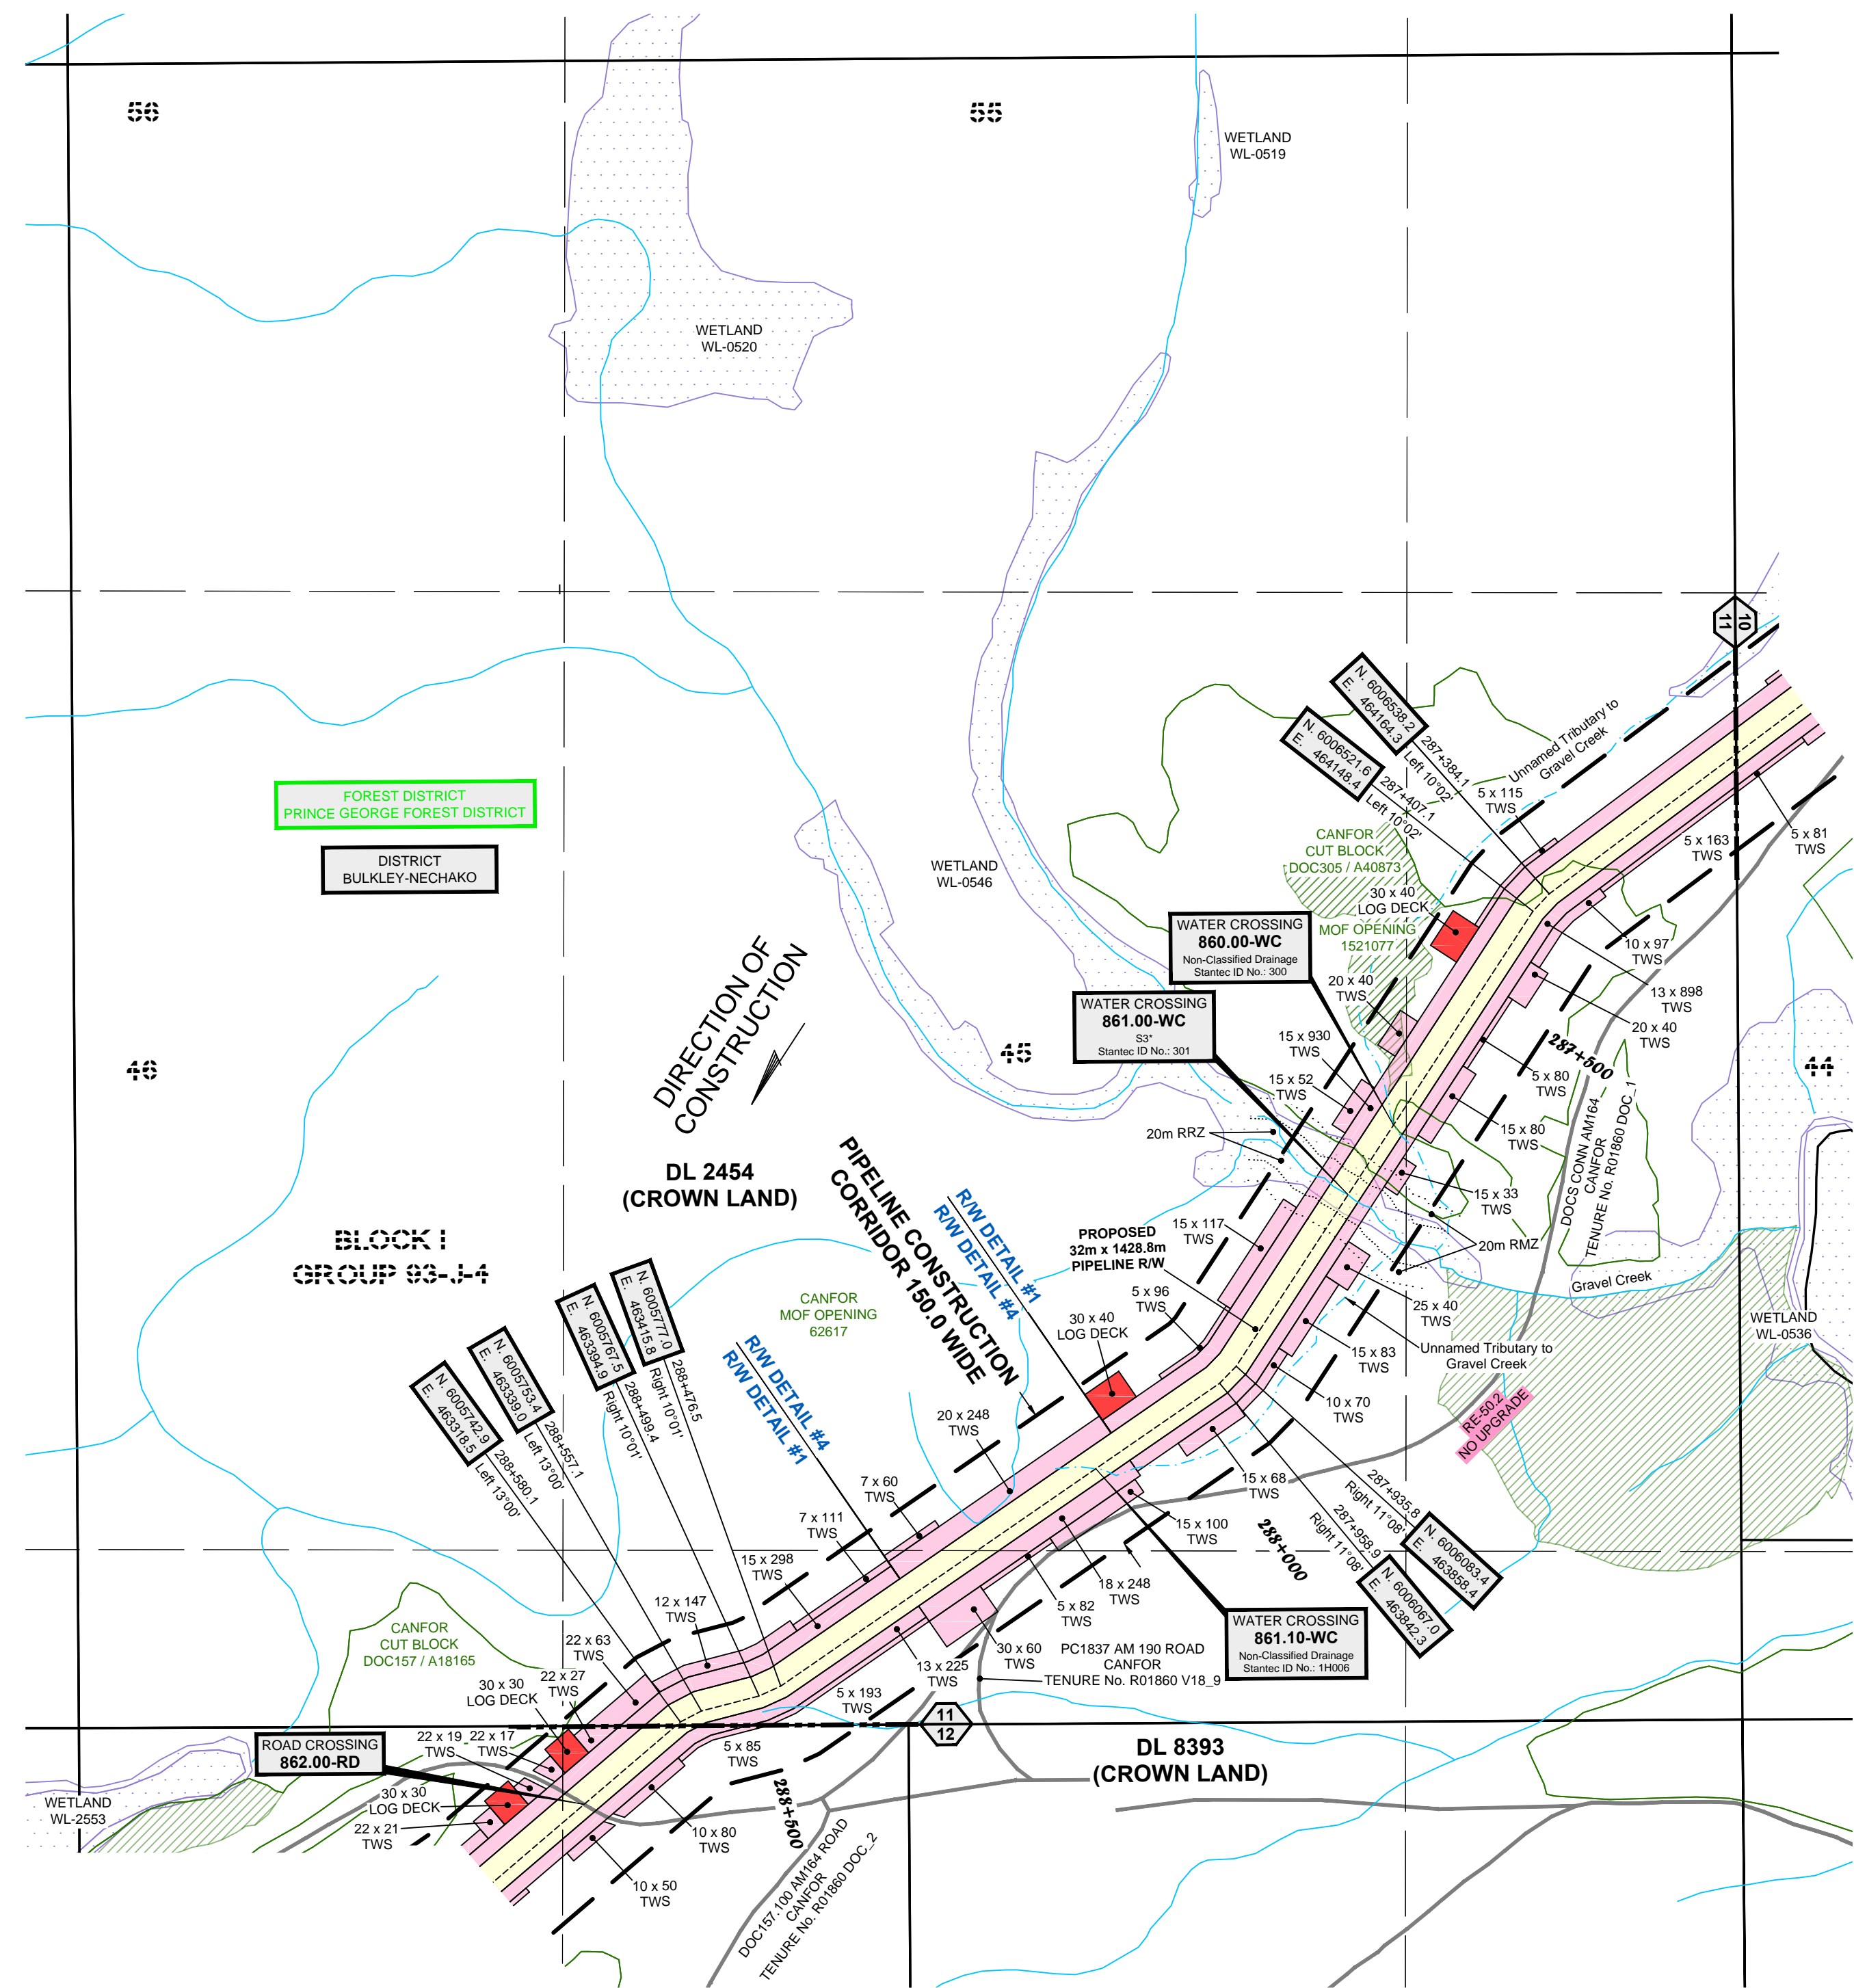 56
55
WETLAND
WL-0519
WETLAND
WL-0520
11
10
N. 6006538.2
E. 464164.3
287+384.1
Left 10°02'
N. 6006521.6
E. 464148.4
287+407.1
Left 10°02'
Unnamed Tributary to
Gravel Creek
5 x 115
TWS
5 x 163
TWS
5 x 81
TWS
FOREST DISTRICT
PRINCE GEORGE FOREST DISTRICT
DISTRICT
BULKLEY-NECHAKO
WETLAND
WL-0546
CANFOR
CUT BLOCK
DOC305 / A40873
30 x 40
LOG DECK
MOF OPENING
1521077
10 x 97
TWS
13 x 898
TWS
20 x 40
TWS
WATER CROSSING
860.00-WC
Non-Classified Drainage
Stantec ID No.: 300
20 x 40
TWS
WATER CROSSING
861.00-WC
S3*
Stantec ID No.: 301
DIRECTION OF
CONSTRUCTION
46
45
44
15 x 930
TWS
15 x 52
TWS
287+500
5 x 80
TWS
15 x 80
TWS
20m RRZ
DOCS CONN AM164
CANFOR
TENURE No. R01860 DOC_1
DL 2454
(CROWN LAND)
15 x 33
TWS
20m RMZ
PIPELINE CONSTRUCTION
CORRIDOR 150.0 WIDE
R/W DETAIL #1
R/W DETAIL #4
PROPOSED
32m x 1428.8m
PIPELINE R/W
15 x 117
TWS
BLOCK I
GROUP 93-J-4
Gravel Creek
25 x 40
TWS
WETLAND
WL-0536
CANFOR
MOF OPENING
62617
5 x 96
TWS
30 x 40
LOG DECK
15 x 83
TWS
Unnamed Tributary to
Gravel Creek
10 x 70
TWS
RE-50.2
NO UPGRADE
N. 6005777.0
E. 463415.8
288+476.5
Right 10°01'
N. 6005767.5
E. 463394.9
288+499.4
Right 10°01'
N. 6005753.4
E. 463339.0
288+557.1
Left 13°00'
N. 6005742.9
E. 463318.5
288+580.1
Left 13°00'
R/W DETAIL #4
R/W DETAIL #1
20 x 248
TWS
7 x 60
TWS
7 x 111
TWS
15 x 298
TWS
12 x 147
TWS
15 x 68
TWS
287+935.8
Right 11°08'
N. 6006083.4
E. 463858.4
287+958.9
Right 11°08'
N. 6006067.0
E. 463842.3
15 x 100
TWS
288+000
18 x 248
TWS
5 x 82
TWS
WATER CROSSING
861.10-WC
Non-Classified Drainage
Stantec ID No.: 1H006
30 x 60
TWS
PC1837 AM 190 ROAD
CANFOR
TENURE No. R01860 V18_9
13 x 225
TWS
5 x 193
TWS
CANFOR
CUT BLOCK
DOC157 / A18165
22 x 63
TWS
22 x 27
TWS
30 x 30
LOG DECK
11
12
ROAD CROSSING
862.00-RD
22 x 19
TWS
22 x 17
TWS
5 x 85
TWS
DL 8393
(CROWN LAND)
WETLAND
WL-2553
30 x 30
LOG DECK
22 x 21
TWS
288+500
10 x 80
TWS
10 x 50
TWS
DOC157.100 AM164 ROAD
CANFOR
TENURE No. R01860 DOC_2